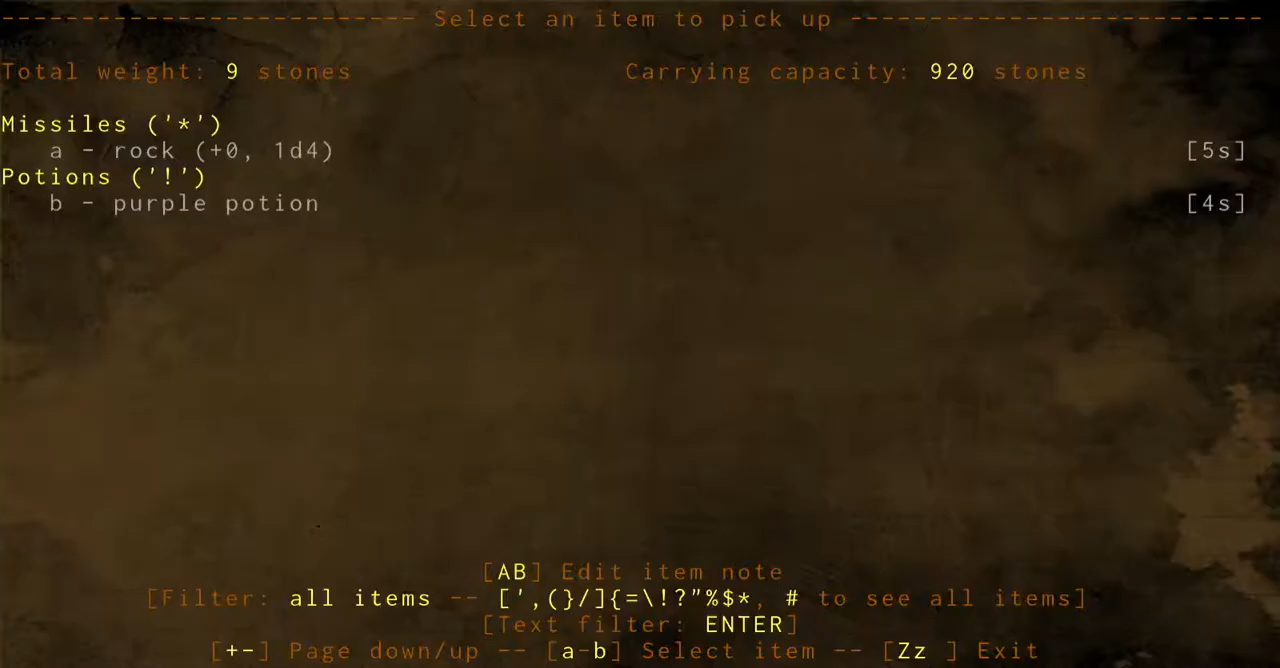 -------------------------- Select an item to pick up --------------------------
Total weight: 9 stones Carrying capacity: 920 stones
Missiles ('*')
a - rock (+0, 1d4) [5s]
Potions ('!')
b - purple potion [4s]
[AB] Edit item note
[Filter: all items -- [',(}/]{=\!?"%$*, # to see all items]
[Text filter: ENTER]
[+-] Page down/up -- [a-b] Select item -- [Zz ] Exit